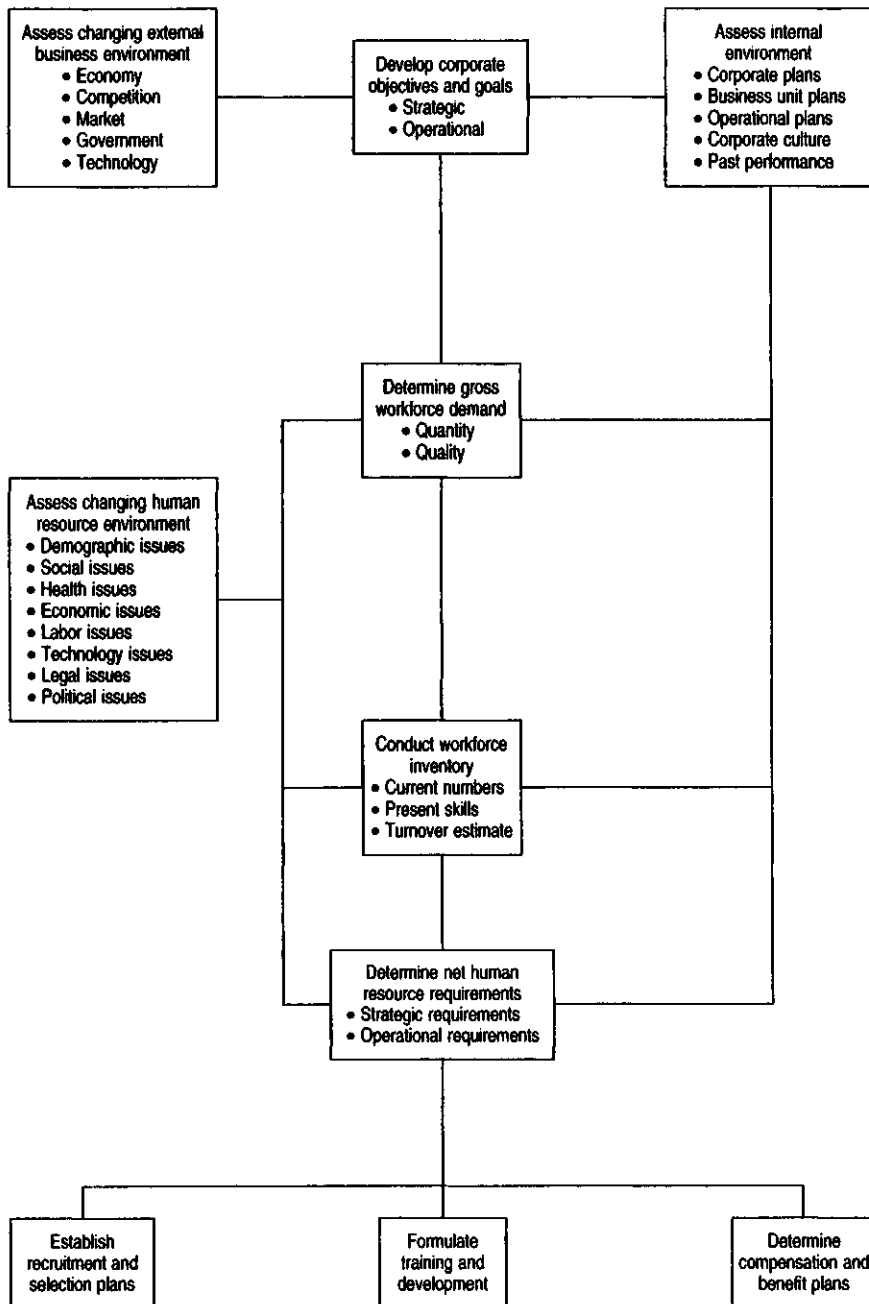 Assess changing external
business environment
• Economy
• Competition
• Market
• Government
• Technology
Develop corporate
objectives and goals
• Strategic
• Operational
Assess internal
environment
• Corporate plans
• Business unit plans
• Operational plans
• Corporate culture
• Past performance
Determine gross
workforce demand
• Quantity
• Quality
Assess changing human
resource environment
• Demographic issues
• Social issues
• Health issues
• Economic issues
• Labor issues
• Technology issues
• Legal issues
• Political issues
Conduct workforce
inventory
• Current numbers
• Present skills
• Turnover estimate
Determine net human
resource requirements
• Strategic requirements
• Operational requirements
Establish
recruitment and
selection plans
Formulate
training and
development
Determine
compensation and
benefit plans